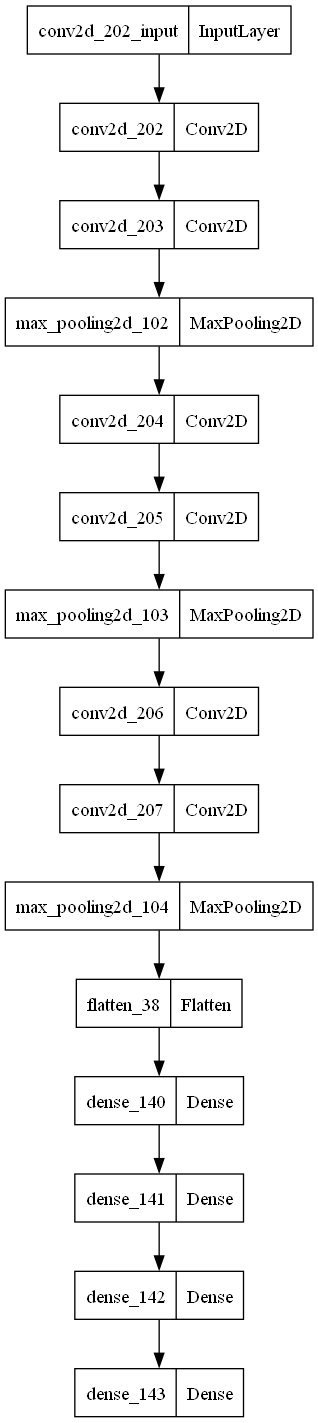 conv2d_202_input InputLayer
conv2d_202 Conv2D
conv2d_203 Conv2D
max_pooling2d_102 MaxPooling2D
conv2d_204 Conv2D
conv2d_205 Conv2D
max_pooling2d_103 MaxPooling2D
conv2d_206 Conv2D
conv2d_207 Conv2D
max_pooling2d_104 MaxPooling2D
flatten_38 Flatten
dense_140 Dense
dense_141 Dense
dense_142 Dense
dense_143 Dense